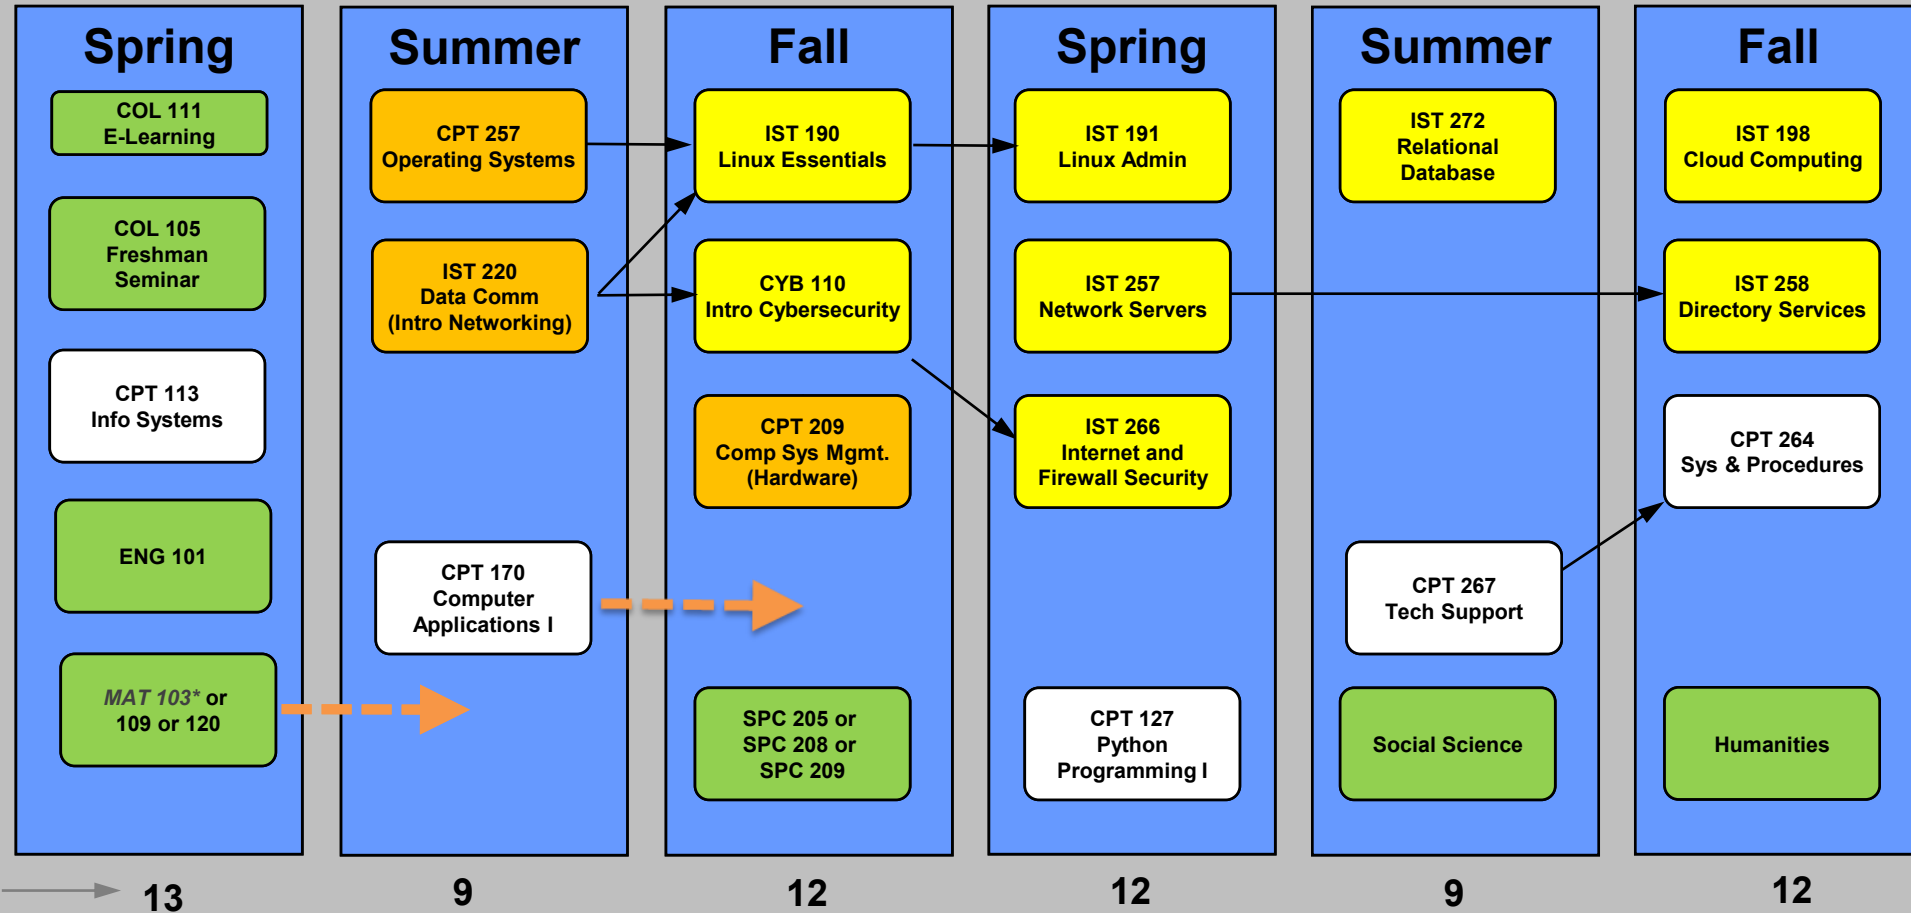 Spring
COL 111
E-Learning
COL 105
Freshman
Seminar
CPT 113
Info Systems
ENG 101
MAT 103* or
109 or 120
13
Summer
CPT 257
Operating Systems
IST 220
Data Comm
(Intro Networking)
CPT 170
Computer
Applications I
9
Fall
IST 190
Linux Essentials
CYB 110
Intro Cybersecurity
CPT 209
Comp Sys Mgmt.
(Hardware)
SPC 205 or
SPC 208 or
SPC 209
12
Spring
IST 191
Linux Admin
IST 257
Network Servers
IST 266
Internet and
Firewall Security
CPT 127
Python
Programming I
12
Summer
IST 272
Relational
Database
CPT 267
Tech Support
Social Science
9
Fall
IST 198
Cloud Computing
IST 258
Directory Services
CPT 264
Sys & Procedures
Humanities
12